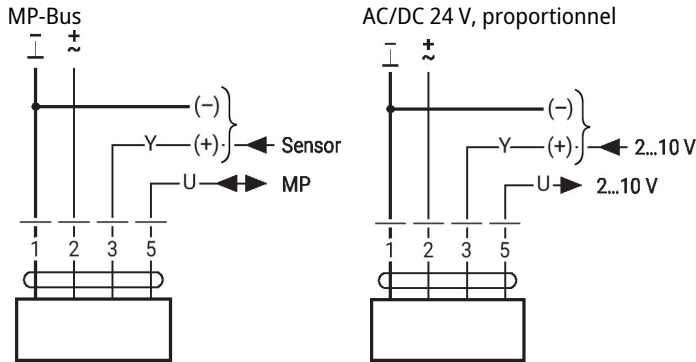 MP-Bus
− +
⊥ ~
(−)
Y (+) Sensor
U MP
1 2 3 5
AC/DC 24 V, proportionnel
− +
⊥ ~
(−)
Y (+) 2...10 V
U 2...10 V
1 2 3 5